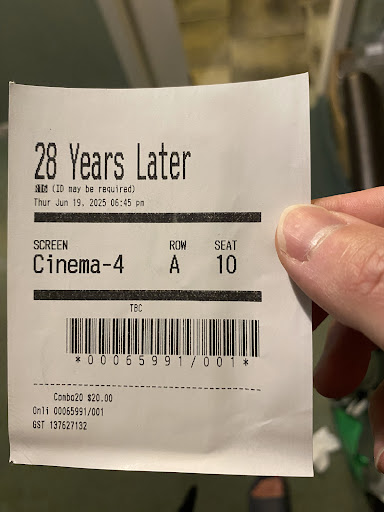 28 Years Later
(ID may be required)
Thur Jun 19, 2025 06:45 pm
SCREEN ROW SEAT
Cinema-4 A 10
TBC
*00065991/001*
Combo20 $20.00
Onli 00065991/001
GST 137627132